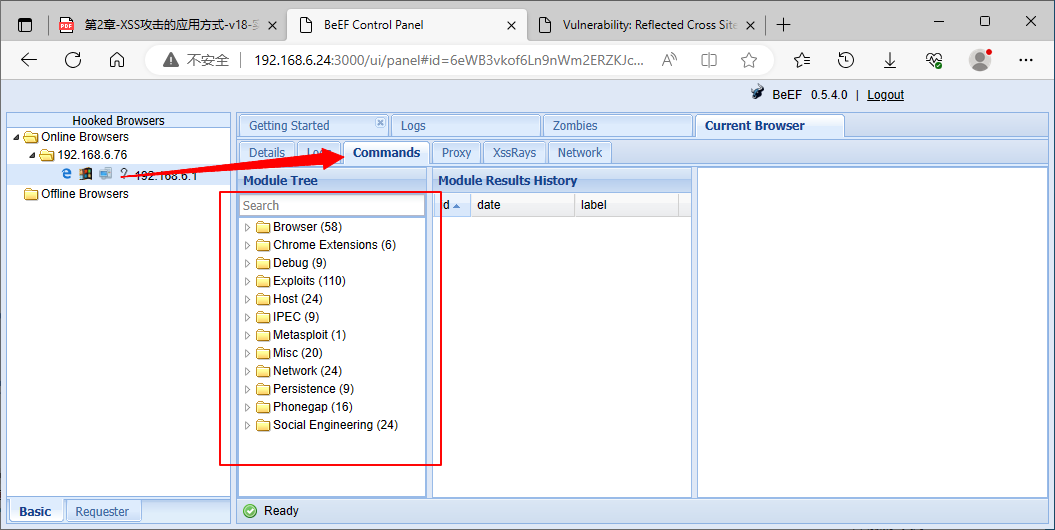 第2章-XSS攻击的应用方式-v18-实
BeEF Control Panel
Vulnerability: Reflected Cross Site
不安全
192.168.6.24:3000/ui/panel#id=6eWB3vkof6Ln9nWm2ERZKJc...
BeEF 0.5.4.0 | Logout
Hooked Browsers
Online Browsers
192.168.6.76
192.168.6.1
Offline Browsers
Basic
Requester
Getting Started
Logs
Zombies
Current Browser
Details
Logs
Commands
Proxy
XssRays
Network
Module Tree
Search
Browser (58)
Chrome Extensions (6)
Debug (9)
Exploits (110)
Host (24)
IPEC (9)
Metasploit (1)
Misc (20)
Network (24)
Persistence (9)
Phonegap (16)
Social Engineering (24)
Module Results History
id
date
label
Ready